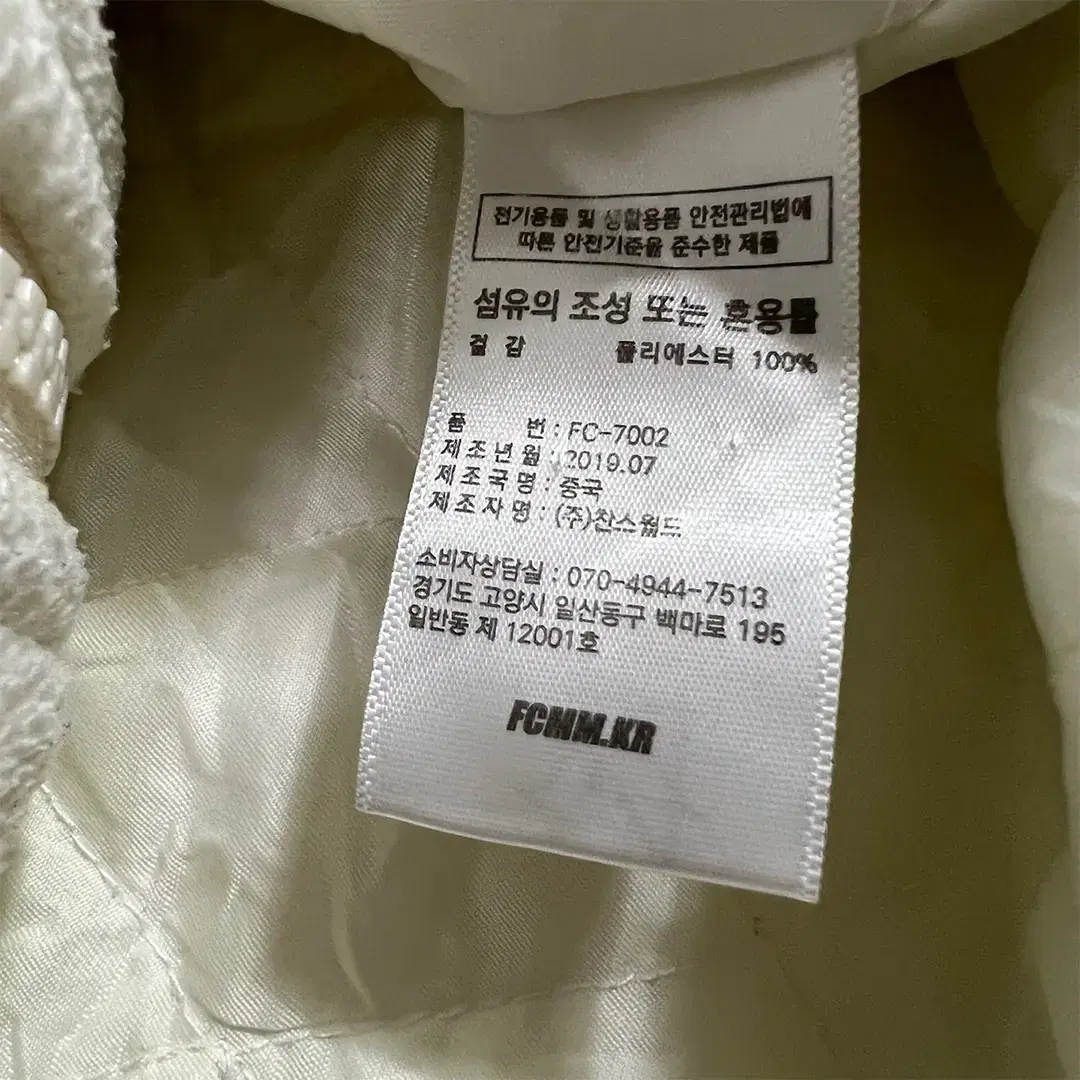 전기용품 및 생활용품 안전관리법에
따른 안전기준을 준수한 제품
섬유의 조성 또는 혼용률
겉 감 폴리에스터 100%
품 번 : FC-7002
제 조 년 월 : 2019.07
제 조 국 명 : 중국
제 조 자 명 : (주)찬스월드
소비자상담실 : 070-4944-7513
경기도 고양시 일산동구 백마로 195
일반동 제 12001호
FCMM.KR